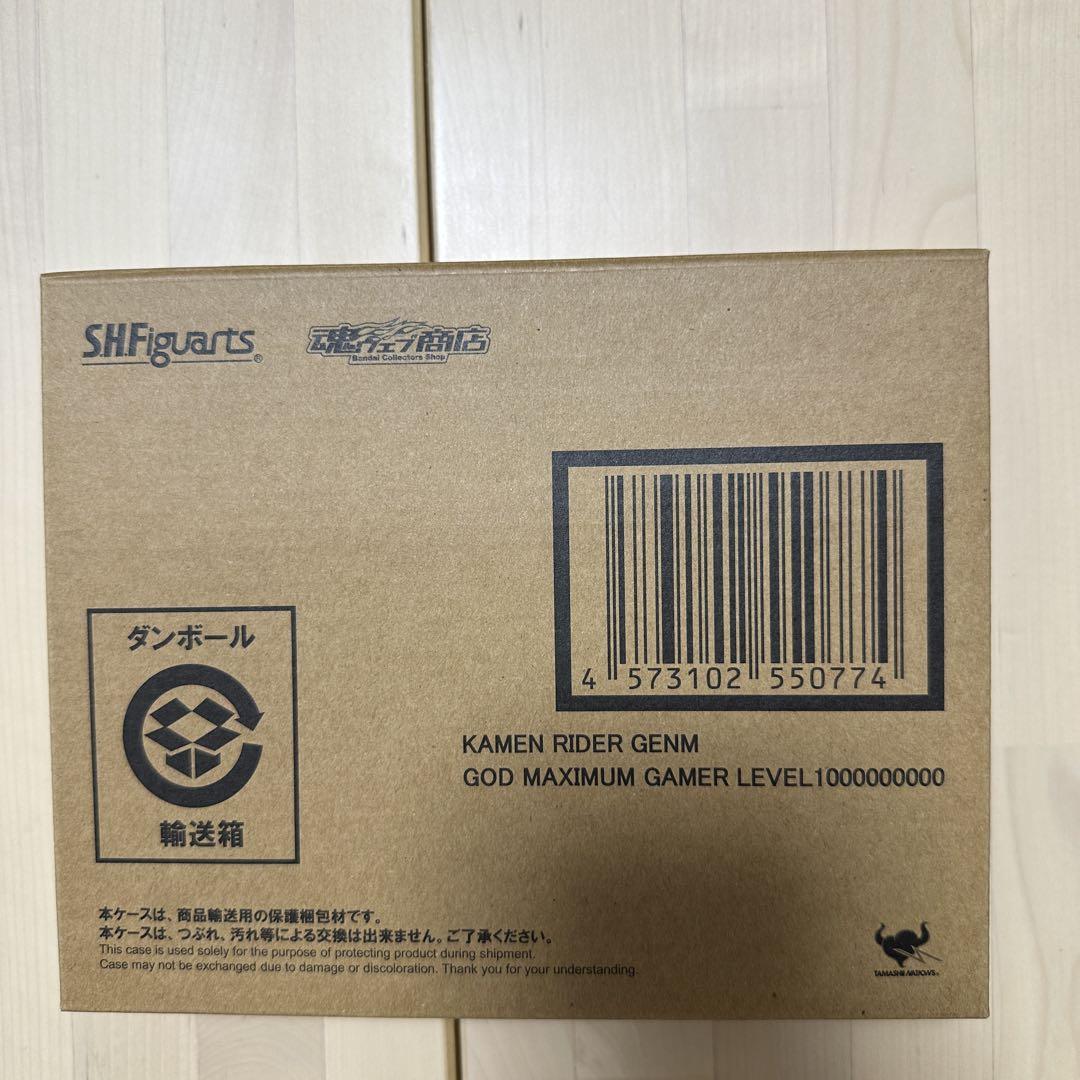 S.H.Figuarts®
魂ウェブ商店
Bandai Collectors Shop
4 573102 550774
KAMEN RIDER GENM
GOD MAXIMUM GAMER LEVEL1000000000
ダンボール
輸送箱
本ケースは、商品輸送用の保護梱包材です。
本ケースは、つぶれ、汚れ等による交換は出来ません。ご了承ください。
This case is used solely for the purpose of protecting product during shipment.
Case may not be exchanged due to damage or discoloration. Thank you for your understanding.
TAMASHII NATIONS